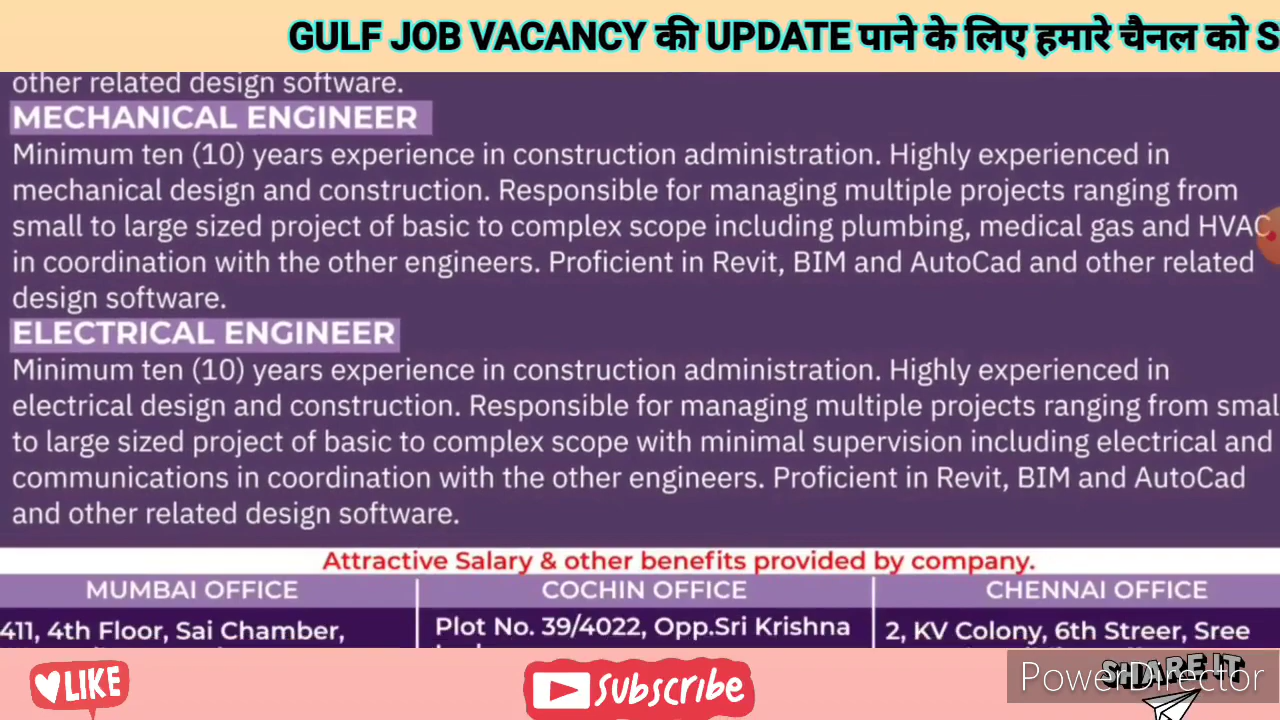 GULF JOB VACANCY की UPDATE पाने के लिए हमारे चैनल को S
other related design software.
MECHANICAL ENGINEER
Minimum ten (10) years experience in construction administration. Highly experienced in
mechanical design and construction. Responsible for managing multiple projects ranging from
small to large sized project of basic to complex scope including plumbing, medical gas and HVAC
in coordination with the other engineers. Proficient in Revit, BIM and AutoCad and other related
design software.
ELECTRICAL ENGINEER
Minimum ten (10) years experience in construction administration. Highly experienced in
electrical design and construction. Responsible for managing multiple projects ranging from smal
to large sized project of basic to complex scope with minimal supervision including electrical and
communications in coordination with the other engineers. Proficient in Revit, BIM and AutoCad
and other related design software.
Attractive Salary & other benefits provided by company.
MUMBAI OFFICE
411, 4th Floor, Sai Chamber,
COCHIN OFFICE
Plot No. 39/4022, Opp.Sri Krishna
CHENNAI OFFICE
2, KV Colony, 6th Streer, Sree
LIKE
Subscribe
SHARE IT
PowerDirector